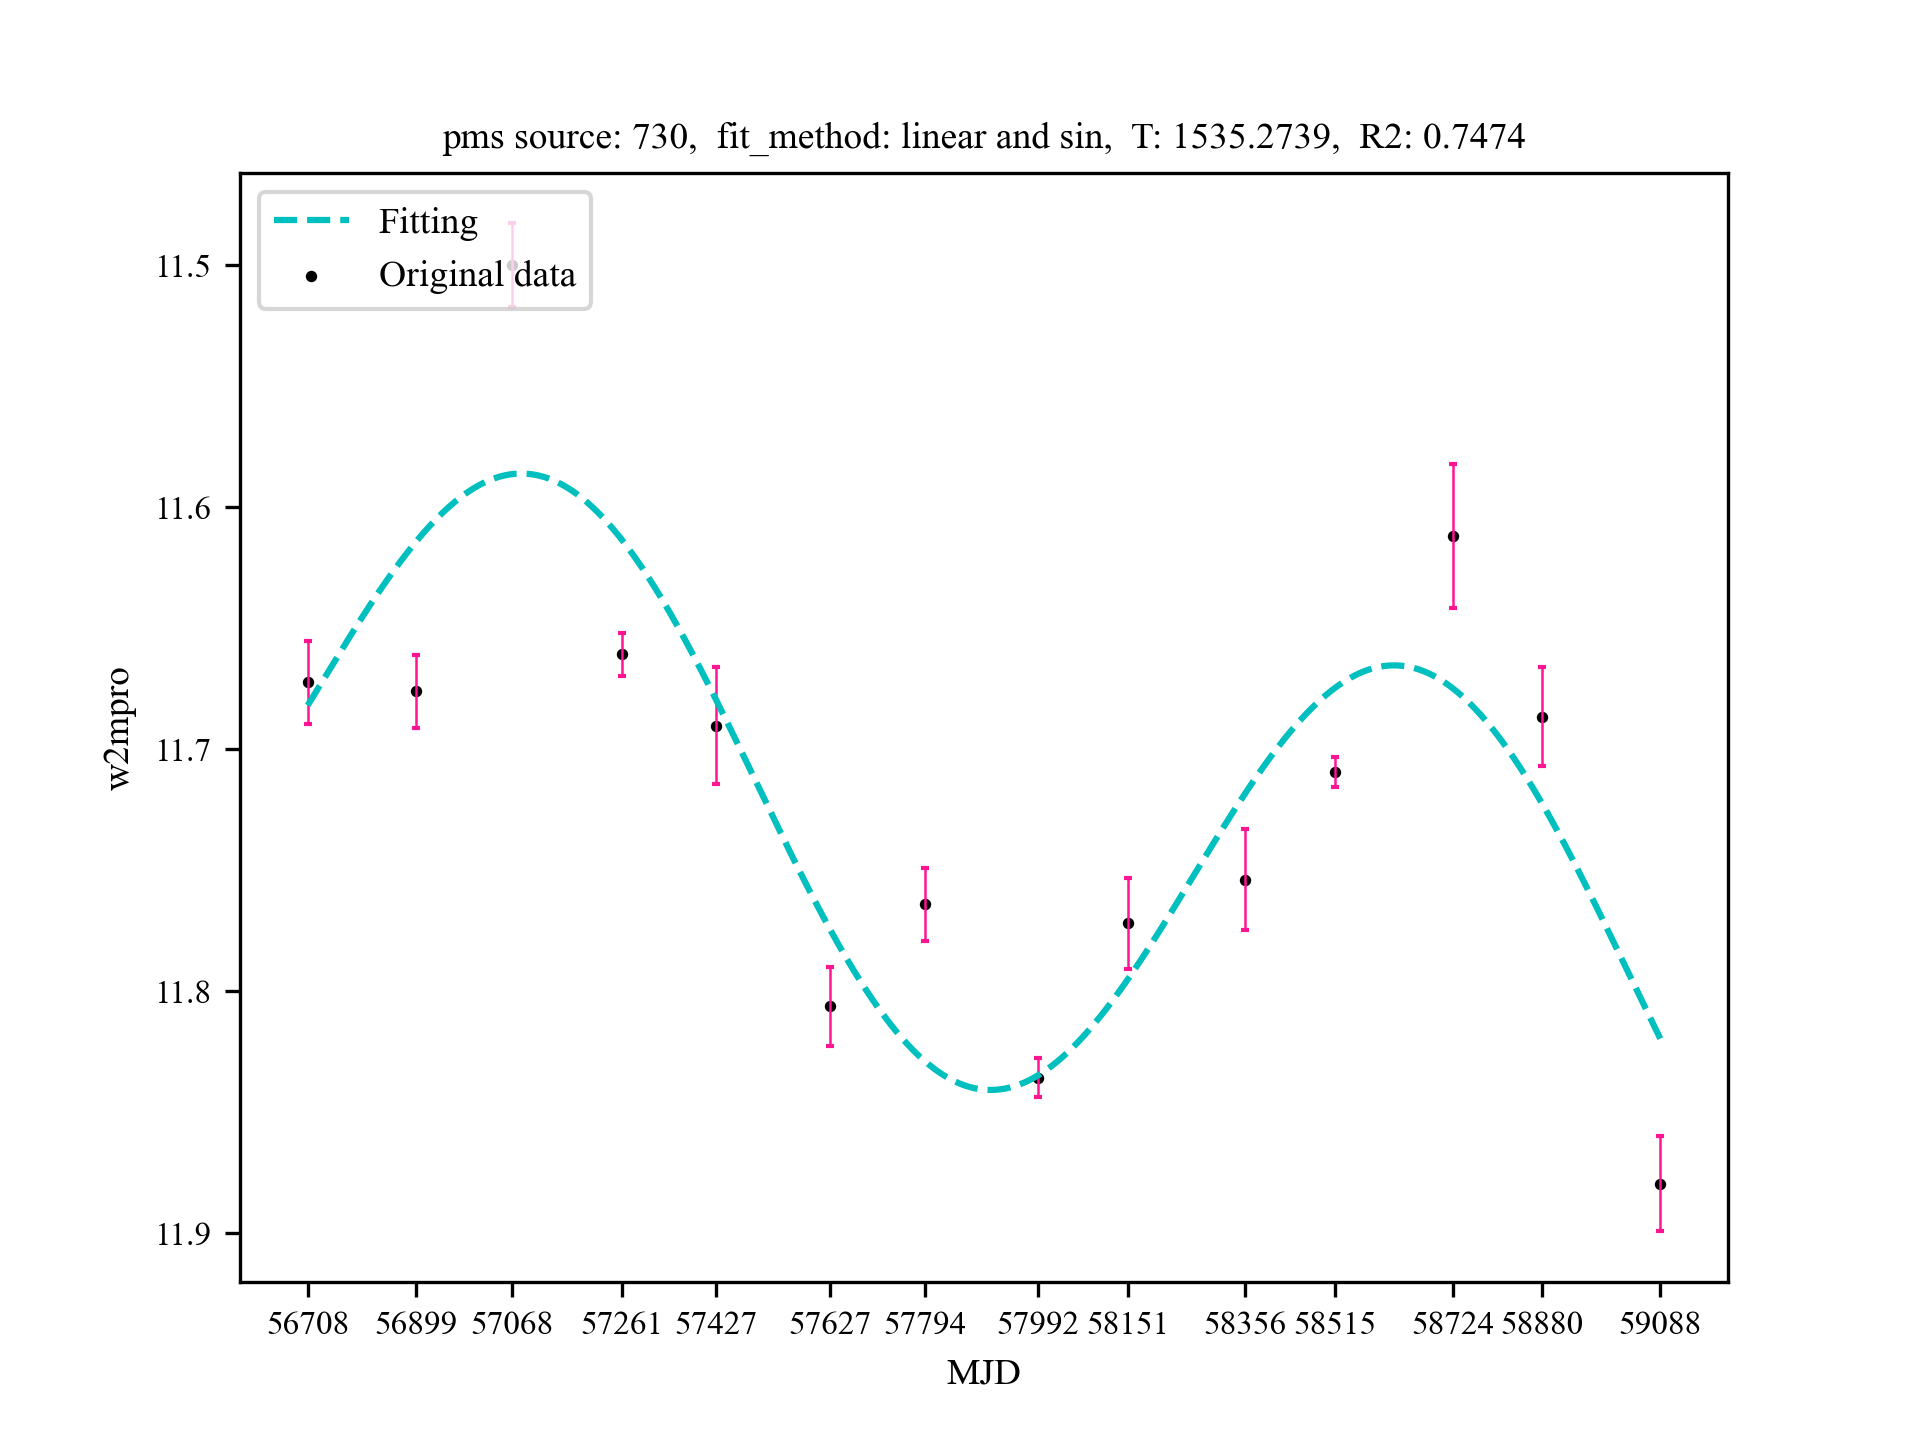 pms source: 730, fit_method: linear and sin, T: 1535.2739, R2: 0.7474
Fitting
Original data
11.5
11.6
11.7
11.8
11.9
w2mpro
56708 56899 57068 57261 57427 57627 57794 57992 58151 58356 58515 58724 58880 59088
MJD